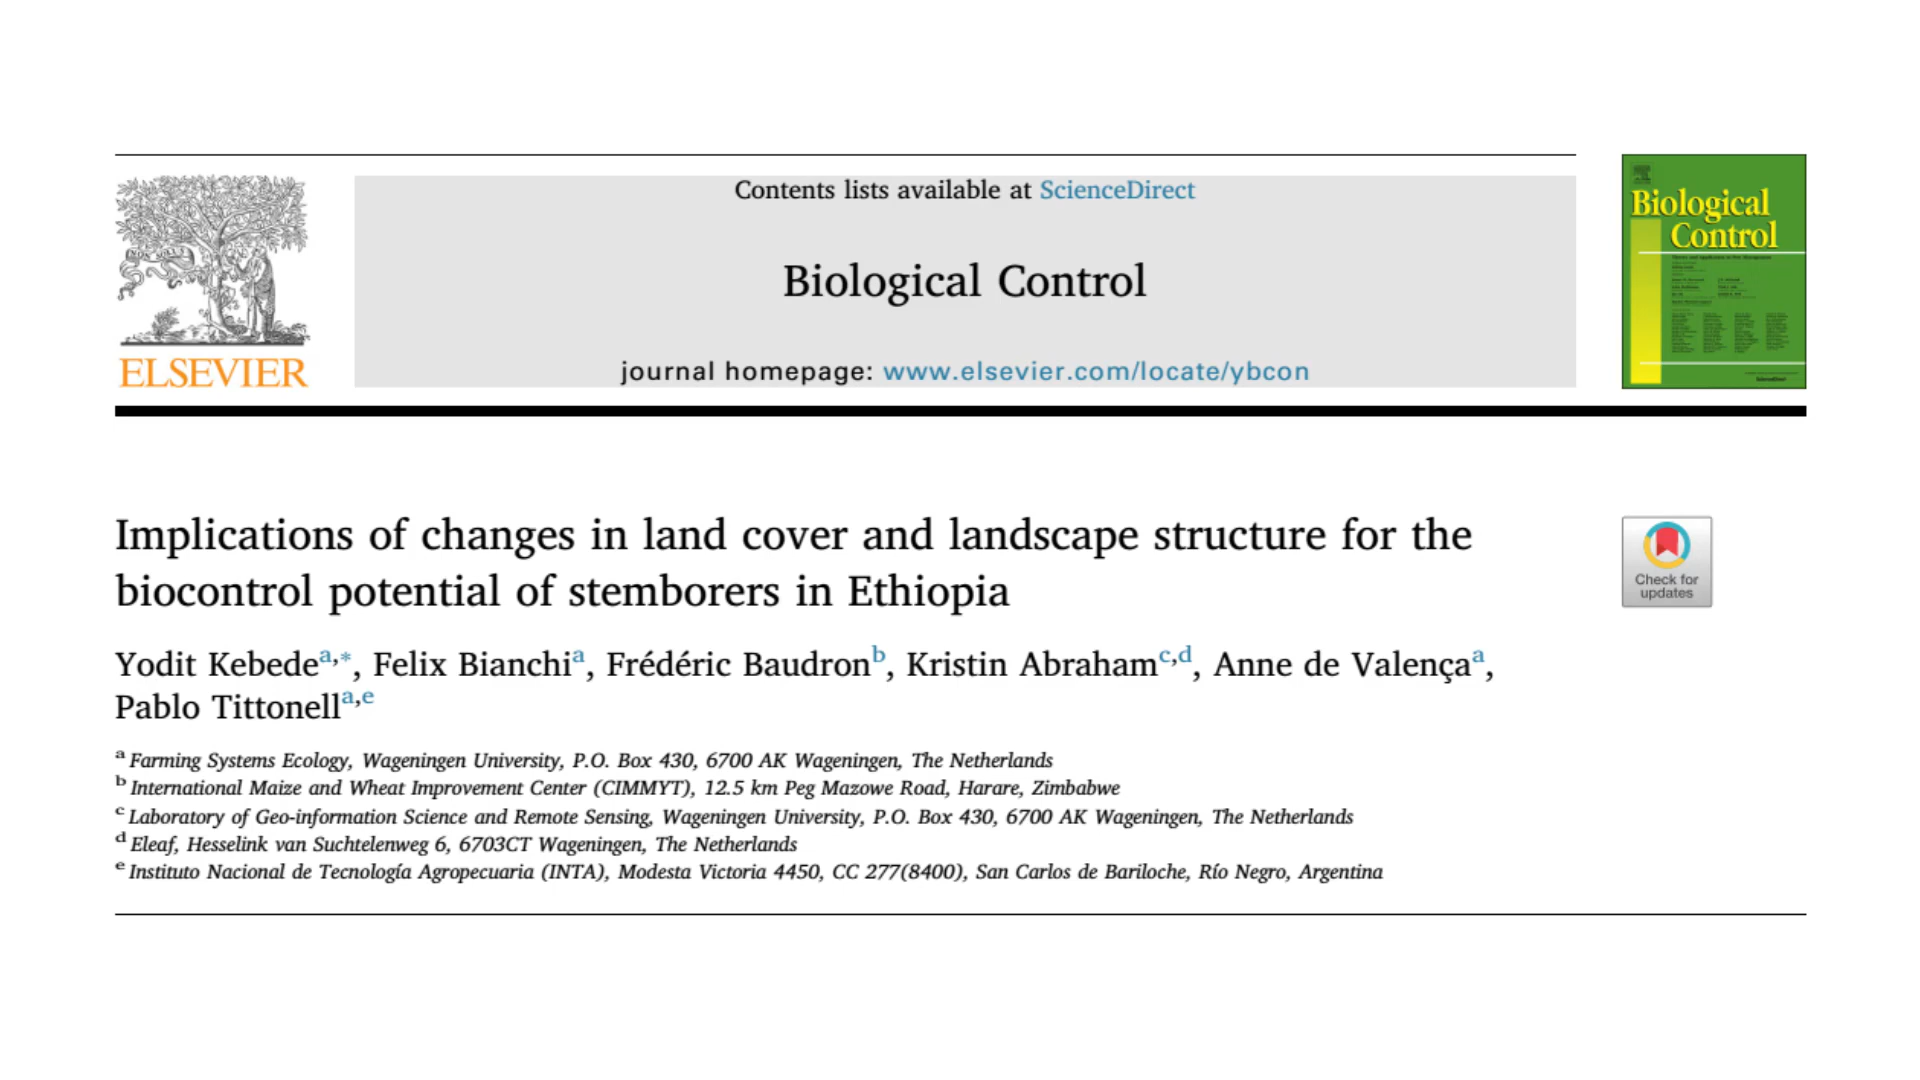 Contents lists available at ScienceDirect
Biological Control
journal homepage: www.elsevier.com/locate/ybcon
ELSEVIER
Biological
Control
Implications of changes in land cover and landscape structure for the
biocontrol potential of stemborers in Ethiopia
Check for
updates
Yodit Kebedea,*, Felix Bianchia, Frédéric Baudronb, Kristin Abrahamc,d, Anne de Valençaa,
Pablo Tittonella,e
a Farming Systems Ecology, Wageningen University, P.O. Box 430, 6700 AK Wageningen, The Netherlands
b International Maize and Wheat Improvement Center (CIMMYT), 12.5 km Peg Mazowe Road, Harare, Zimbabwe
c Laboratory of Geo-information Science and Remote Sensing, Wageningen University, P.O. Box 430, 6700 AK Wageningen, The Netherlands
d Eleaf, Hesselink van Suchtelenweg 6, 6703CT Wageningen, The Netherlands
e Instituto Nacional de Tecnología Agropecuaria (INTA), Modesta Victoria 4450, CC 277(8400), San Carlos de Bariloche, Río Negro, Argentina